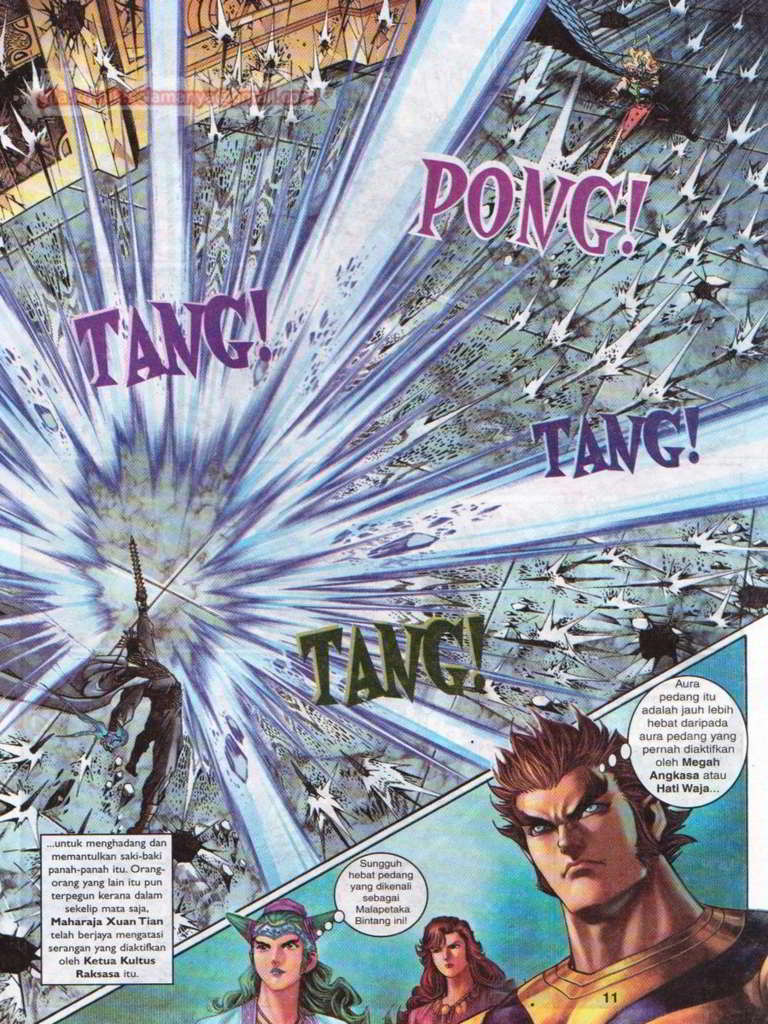 PONG!
TANG!
TANG!
TANG!
...untuk menghadang dan
memantulkan saki-baki
panah-panah itu. Orang-
orang yang lain itu pun
terpegun kerana dalam
sekelip mata saja,
Maharaja Xuan Tian
telah berjaya mengatasi
serangan yang diaktifkan
oleh Ketua Kultus
Raksasa itu.
Sungguh
hebat pedang
yang dikenali
sebagai
Malapetaka
Bintang ini!
Aura
pedang itu
adalah jauh lebih
hebat daripada
aura pedang yang
pernah diaktifkan
oleh Megah
Angkasa atau
Hati Waja...
11